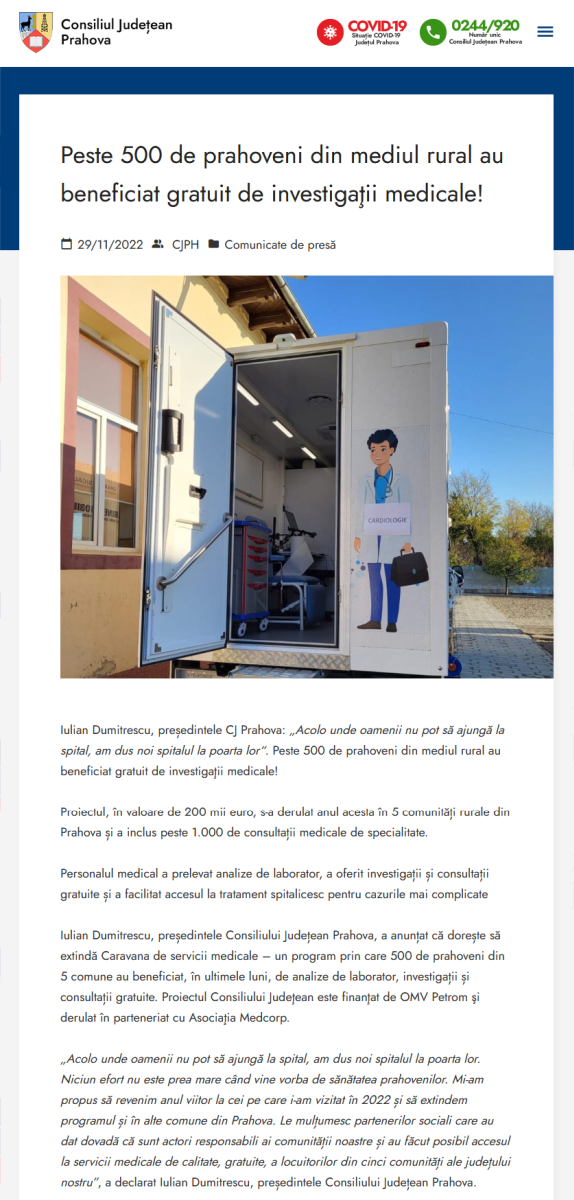 Consiliul Județean
Prahova
COVID-19
Situație COVID-19
Județul Prahova
0244/920
Număr unic
Consiliul Județean Prahova
Peste 500 de prahoveni din mediul rural au
beneficiat gratuit de investigaţii medicale!
29/11/2022 CJPH Comunicate de presă
CARDIOLOGIE
Iulian Dumitrescu, președintele CJ Prahova: „Acolo unde oamenii nu pot să ajungă la
spital, am dus noi spitalul la poarta lor“. Peste 500 de prahoveni din mediul rural au
beneficiat gratuit de investigaţii medicale!
Proiectul, în valoare de 200 mii euro, s-a derulat anul acesta în 5 comunități rurale din
Prahova și a inclus peste 1.000 de consultații medicale de specialitate.
Personalul medical a prelevat analize de laborator, a oferit investigații și consultații
gratuite și a facilitat accesul la tratament spitalicesc pentru cazurile mai complicate
Iulian Dumitrescu, președintele Consiliului Județean Prahova, a anunțat că dorește să
extindă Caravana de servicii medicale – un program prin care 500 de prahoveni din
5 comune au beneficiat, în ultimele luni, de analize de laborator, investigații și
consultații gratuite. Proiectul Consiliului Județean este finanţat de OMV Petrom şi
derulat în parteneriat cu Asociaţia Medcorp.
„Acolo unde oamenii nu pot să ajungă la spital, am dus noi spitalul la poarta lor.
Niciun efort nu este prea mare când vine vorba de sănătatea prahovenilor. Mi-am
propus să revenim anul viitor la cei pe care i-am vizitat în 2022 și să extindem
programul și în alte comune din Prahova. Le mulțumesc partenerilor sociali care au
dat dovadă că sunt actori responsabili ai comunității noastre și au făcut posibil accesul
la servicii medicale de calitate, gratuite, a locuitorilor din cinci comunități ale județului
nostru“, a declarat Iulian Dumitrescu, președintele Consiliului Județean Prahova.